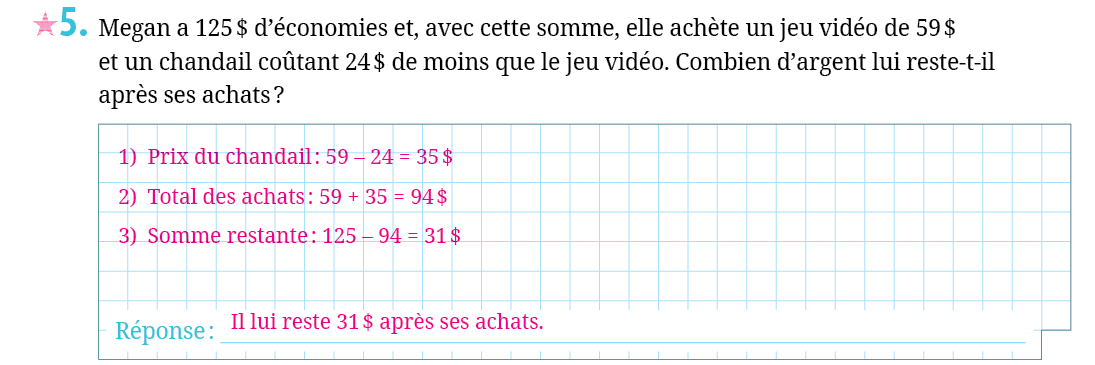 5. Megan a 125 $ d’économies et, avec cette somme, elle achète un jeu vidéo de 59 $
et un chandail coûtant 24 $ de moins que le jeu vidéo. Combien d’argent lui reste-t-il
après ses achats ?
1) Prix du chandail : 59 – 24 = 35 $
2) Total des achats : 59 + 35 = 94 $
3) Somme restante : 125 – 94 = 31 $
Réponse : Il lui reste 31 $ après ses achats.